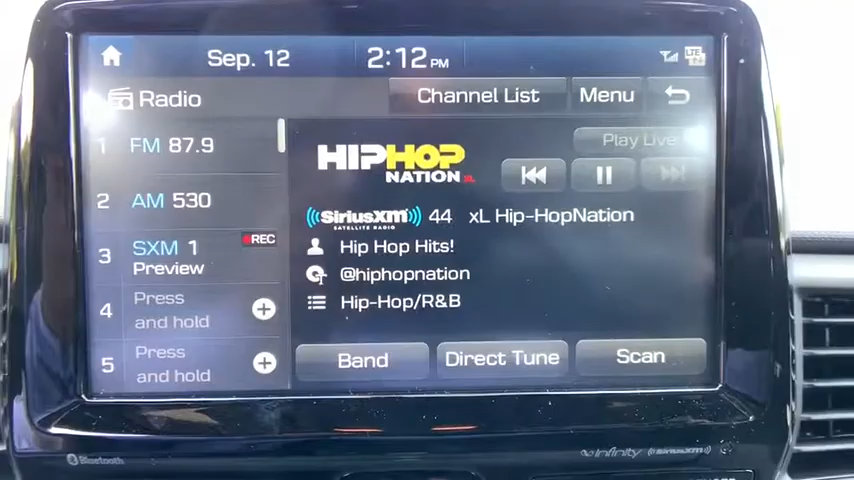 Sep. 12
2:12 PM
LTE
Radio
Channel List
Menu
1 FM 87.9
2 AM 530
3 SXM 1 REC
Preview
4 Press
and hold
5 Press
and hold
Play Live
HIPHOP
NATION XL
SiriusXM 44 xL Hip-HopNation
SATELLITE RADIO
Hip Hop Hits!
@hiphopnation
Hip-Hop/R&B
Band
Direct Tune
Scan
Bluetooth
Infinity
SiriusXM